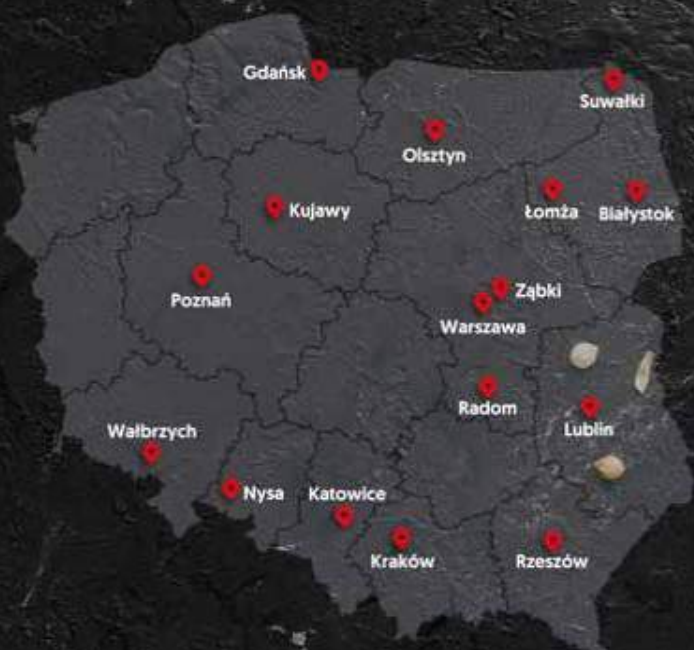 Gdańsk
Suwałki
Olsztyn
Łomża
Białystok
Kujawy
Poznań
Ząbki
Warszawa
Radom
Lublin
Wałbrzych
Nysa
Katowice
Kraków
Rzeszów